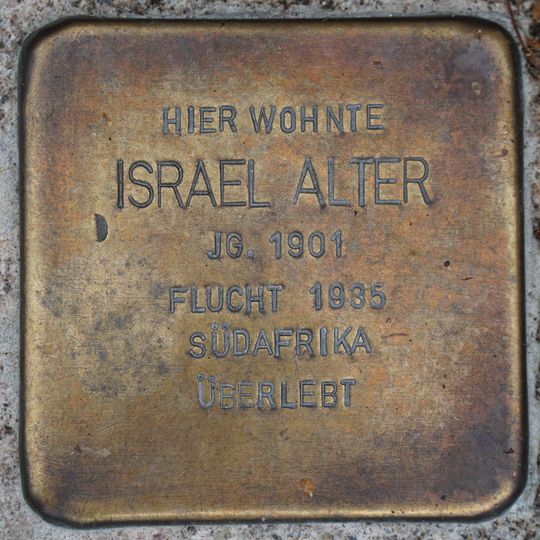 HIER WOHNTE
ISRAEL ALTER
JG. 1901
FLUCHT 1935
SÜDAFRIKA
ÜBERLEBT